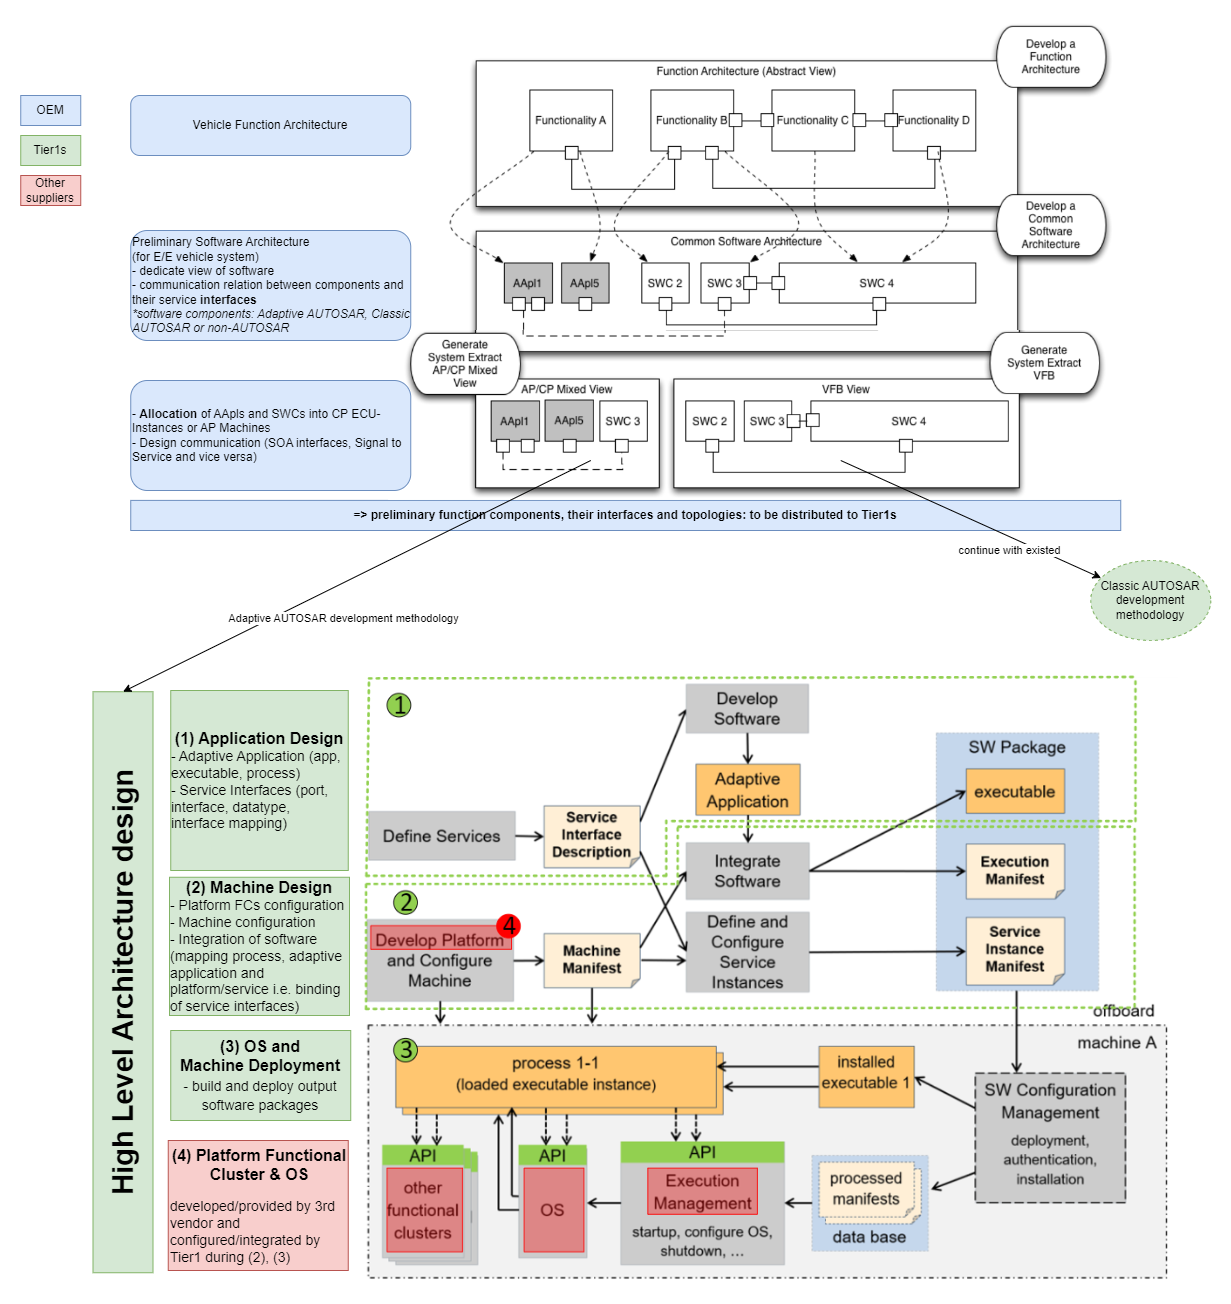 Develop a
Function
Architecture
Function Architecture (Abstract View)
OEM
Vehicle Function Architecture
Functionality A
Functionality B
Functionality C
Functionality D
Tier1s
Other
suppliers
Develop a
Common
Software
Architecture
Preliminary Software Architecture
(for E/E vehicle system)
- dedicate view of software
- communication relation between components and
their service interfaces
*software components: Adaptive AUTOSAR, Classic
AUTOSAR or non-AUTOSAR
Common Software Architecture
AApl1
AApl5
SWC 2
SWC 3
SWC 4
Generate
System Extract
AP/CP Mixed
View
Generate
System Extract
VFB
- Allocation of AApls and SWCs into CP ECU-
Instances or AP Machines
- Design communication (SOA interfaces, Signal to
Service and vice versa)
AP/CP Mixed View
AApl1
AApl5
SWC 3
VFB View
SWC 2
SWC 3
SWC 4
=> preliminary function components, their interfaces and topologies: to be distributed to Tier1s
continue with existed
Classic AUTOSAR
development
methodology
Adaptive AUTOSAR development methodology
High Level Architecture design
(1) Application Design
- Adaptive Application (app,
executable, process)
- Service Interfaces (port,
interface, datatype,
interface mapping)
(2) Machine Design
- Platform FCs configuration
- Machine configuration
- Integration of software
(mapping process, adaptive
application and
platform/service i.e. binding
of service interfaces)
(3) OS and
Machine Deployment
- build and deploy output
software packages
(4) Platform Functional
Cluster & OS
developed/provided by 3rd
vendor and
configured/integrated by
Tier1 during (2), (3)
1
Develop
Software
Adaptive
Application
SW Package
executable
Define Services
Service
Interface
Description
Integrate
Software
Execution
Manifest
2
4
Develop Platform
and Configure
Machine
Machine
Manifest
Define and
Configure
Service
Instances
Service
Instance
Manifest
offboard
machine A
3
process 1-1
(loaded executable instance)
installed
executable 1
SW Configuration
Management
deployment,
authentication,
installation
API
other
functional
clusters
API
OS
API
Execution
Management
startup, configure OS,
shutdown, ...
processed
manifests
data base